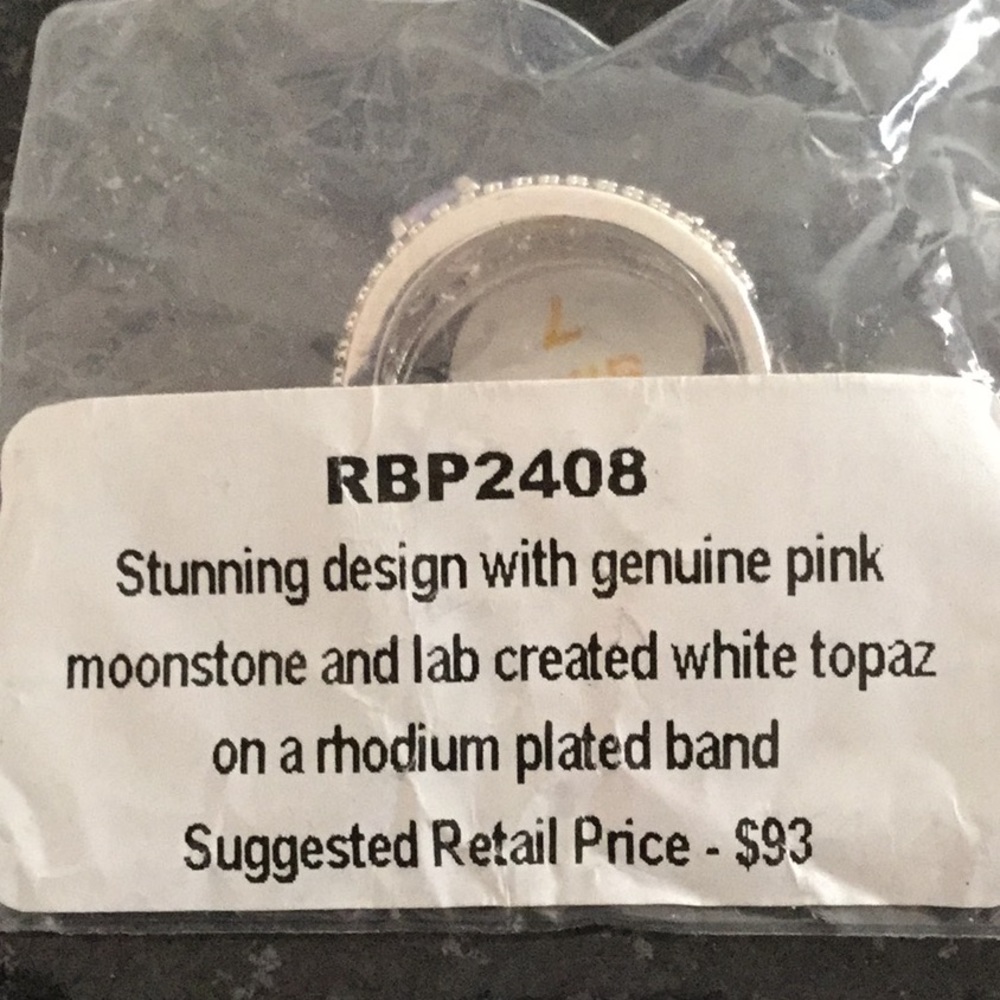 RBP2408
Stunning design with genuine pink
moonstone and lab created white topaz
on a rhodium plated band
Suggested Retail Price - $93